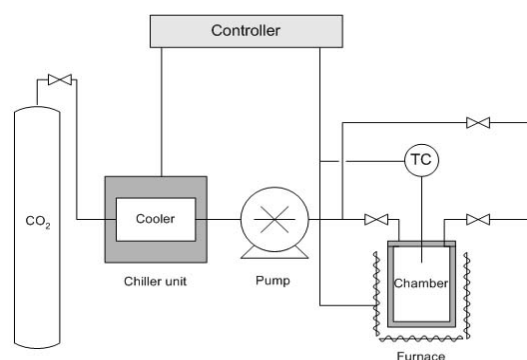 Controller
TC
CO₂
Cooler
Chamber
Chiller unit
Pump
Furnace